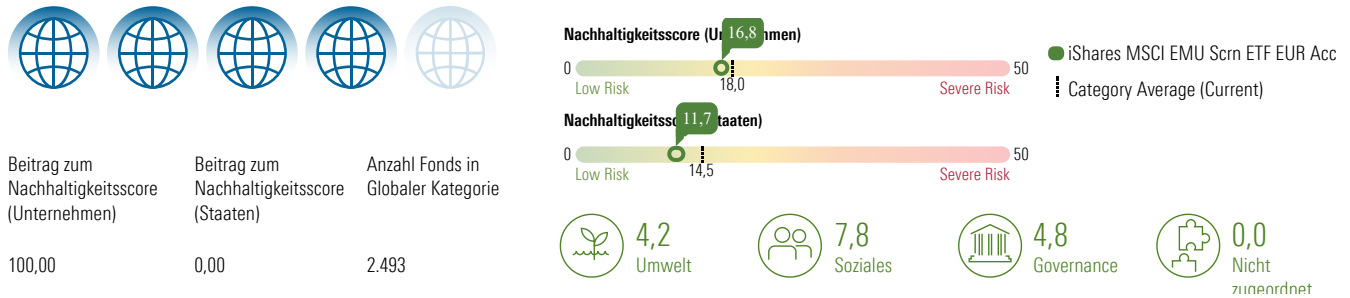 Beitrag zum
Nachhaltigkeitsscore
(Unternehmen)
100,00
Beitrag zum
Nachhaltigkeitsscore
(Staaten)
0,00
Anzahl Fonds in
Globaler Kategorie
2.493
Nachhaltigkeitsscore (U hmen)
16,8
0
50
Low Risk
18,0
Severe Risk
Nachhaltigkeitssc taaten)
11,7
0
50
Low Risk
14,5
Severe Risk
iShares MSCI EMU Scrn ETF EUR Acc
Category Average (Current)
4,2
Umwelt
7,8
Soziales
4,8
Governance
0,0
Nicht
zugeordnet